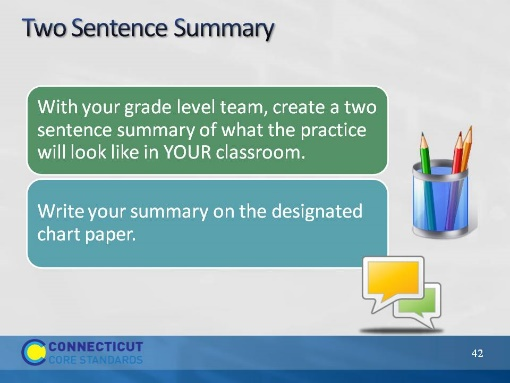 Two Sentence Summary
With your grade level team, create a two
sentence summary of what the practice
will look like in YOUR classroom.
Write your summary on the designated
chart paper.
CONNECTICUT
CORE STANDARDS
42